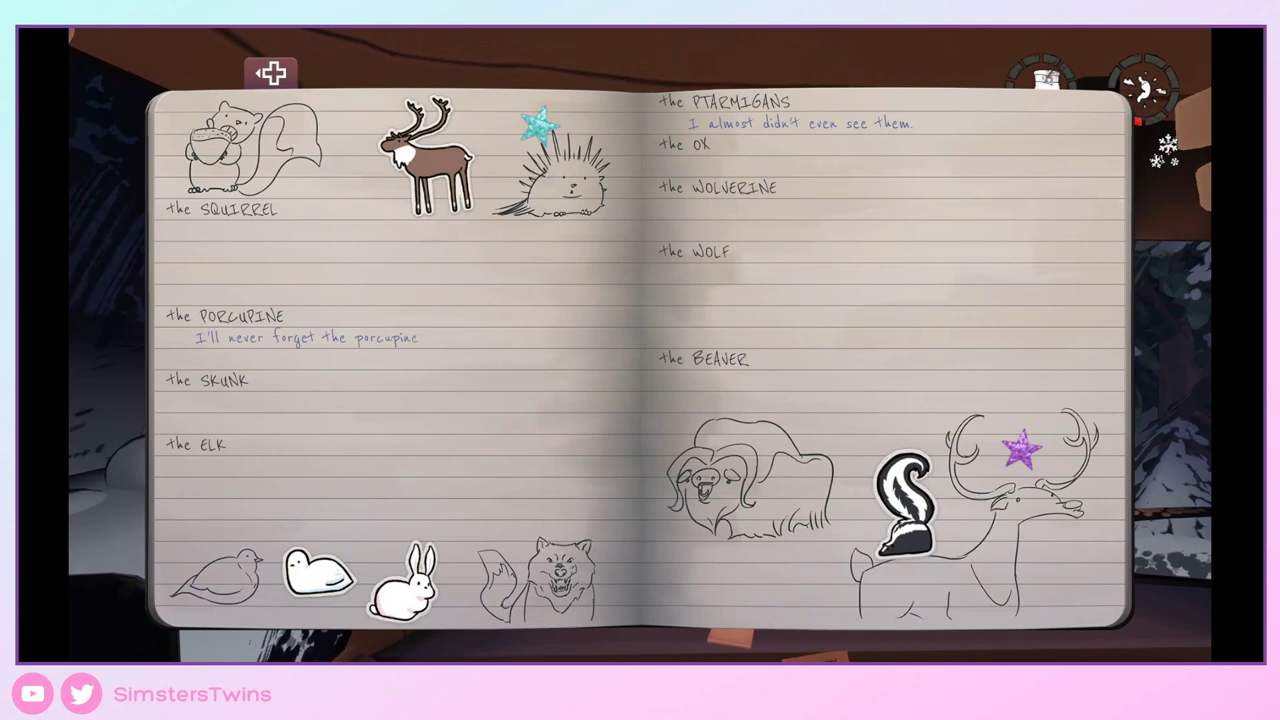 the SQUIRREL
the PORCUPINE
I'll never forget the porcupine
the SKUNK
the ELK
the PTARMIGANS
I almost didn't even see them.
the OX
the WOLVERINE
the WOLF
the BEAVER
SimstersTwins